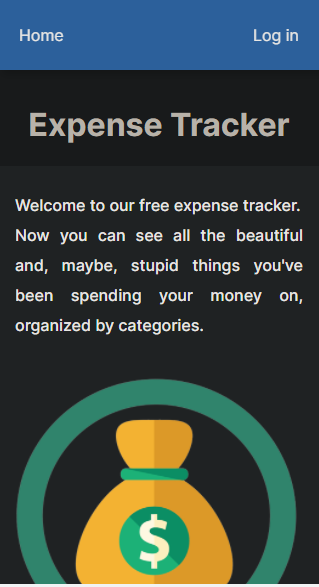 Home
Log in
Expense Tracker
Welcome to our free expense tracker.
Now you can see all the beautiful
and, maybe, stupid things you've
been spending your money on,
organized by categories.
$